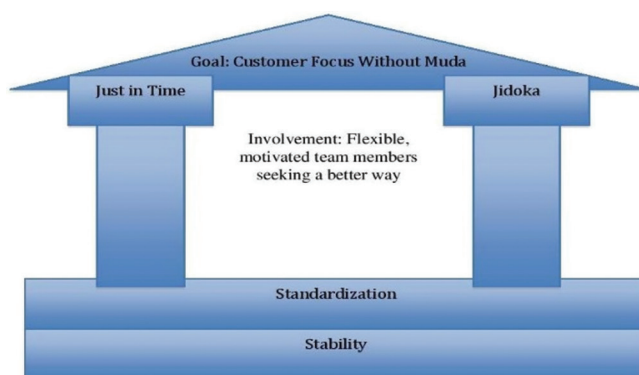 Goal: Customer Focus Without Muda
Just in Time
Jidoka
Involvement: Flexible,
motivated team members
seeking a better way
Standardization
Stability